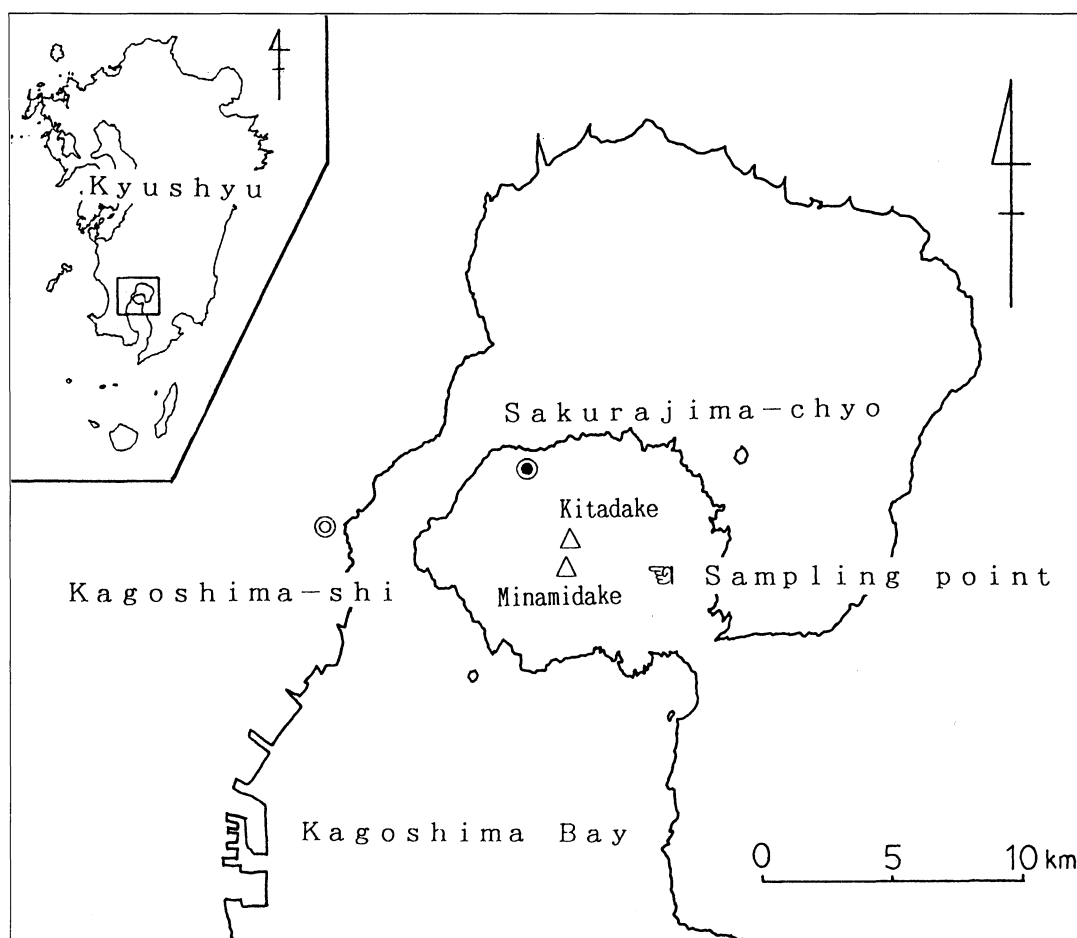 Kyushyu
Sakurajima-chyo
Kitadake
Kagoshima-shi
Minamidake
Sampling point
Kagoshima Bay
0 5 10 km